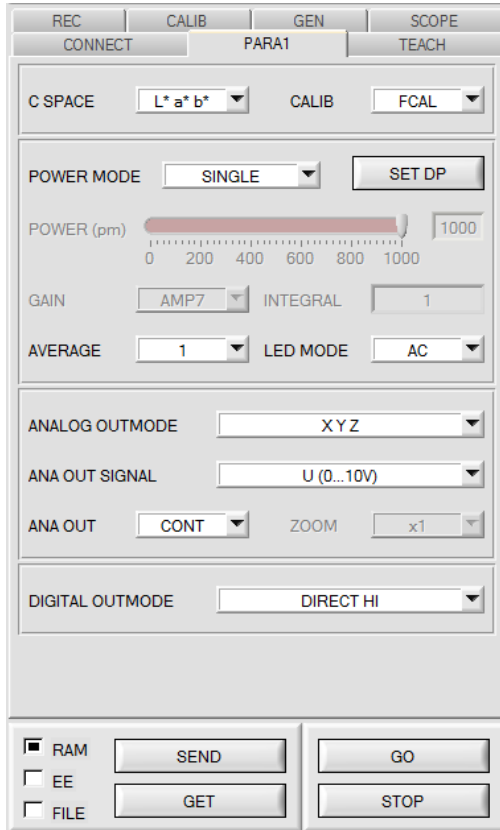 REC CALIB GEN SCOPE
CONNECT PARA1 TEACH
C SPACE L* a* b* CALIB FCAL
POWER MODE SINGLE SET DP
POWER (pm) 1000
0 200 400 600 800 1000
GAIN AMP7 INTEGRAL 1
AVERAGE 1 LED MODE AC
ANALOG OUTMODE X Y Z
ANA OUT SIGNAL U (0...10V)
ANA OUT CONT ZOOM x1
DIGITAL OUTMODE DIRECT HI
RAM SEND GO
EE
GET STOP
FILE